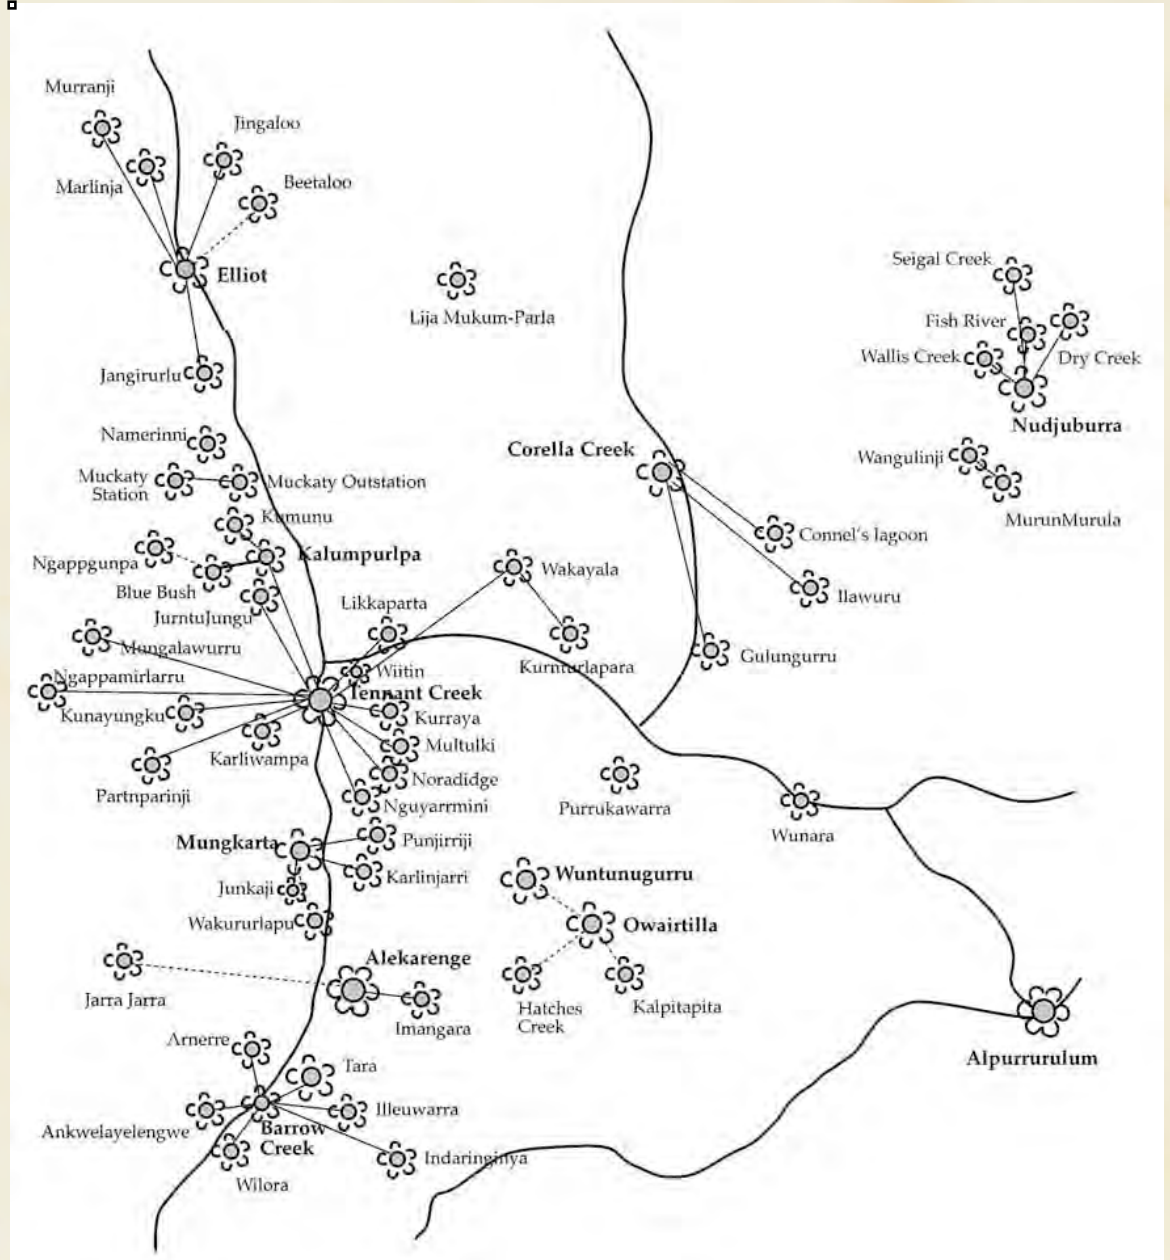 Murranji
Jingaloo
Marlinja
Beetaloo
Elliot
Lija Mukum-Parla
Seigal Creek
Fish River
Wallis Creek
Dry Creek
Nudjuburra
Jangirurlu
Namerinni
Corella Creek
Wangulinji
Muckaty
Station
Muckaty Outstation
MurunMurula
Kumunu
Connel's lagoon
Ngappgunpa
Kalumpurlpa
Wakayala
Blue Bush
Ilawuru
Likkaparta
JurntuJungu
Mungalawurru
Gulungurru
Kurnturlapara
Wiitin
Ngappamirlarru
Tennant Creek
Kunayungku
Kurraya
Multulki
Karliwampa
Noradidge
Partnparinji
Nguyarrmini
Purrukawarra
Wunara
Mungkarta
Punjirriji
Wuntunugurru
Karlinjarri
Junkaji
Wakururlapu
Owairtilla
Alekarenge
Jarra Jarra
Hatches
Creek
Kalpitapita
Imangara
Arnerre
Tara
Alpurrurulum
Illeuwarra
Ankwelayelengwe
Barrow
Creek
Indaringinya
Wilora